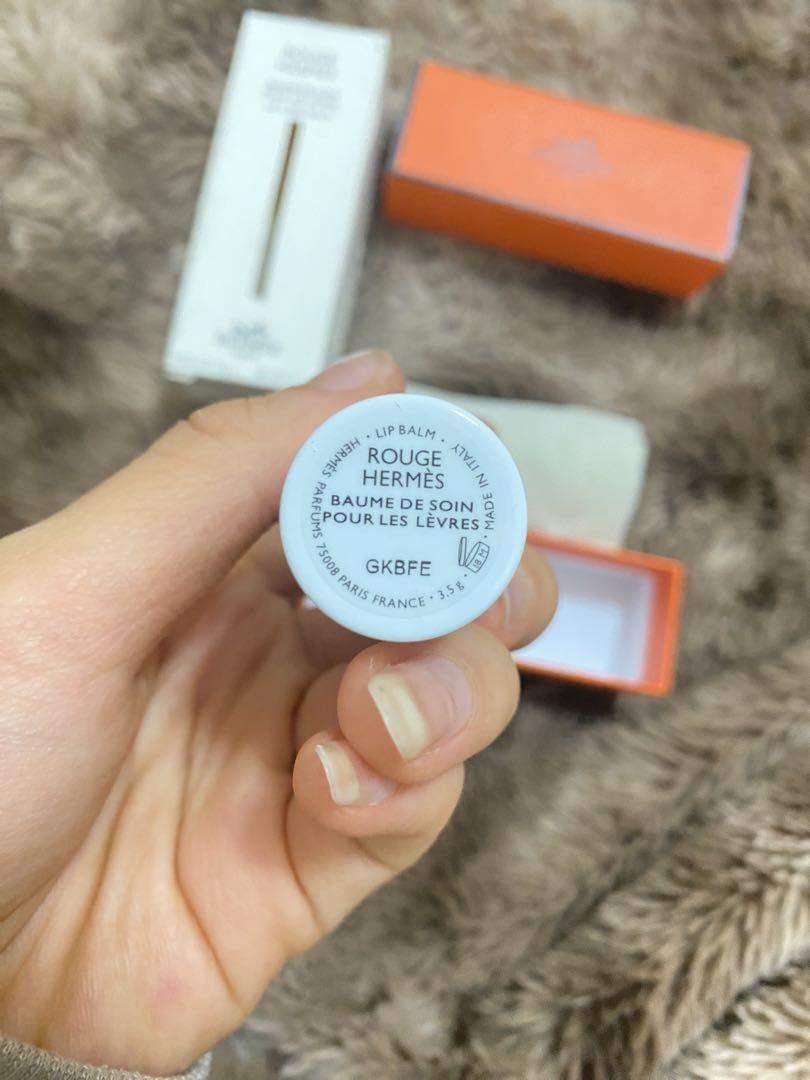 HERMÈS PARFUMS 75008 PARIS FRANCE · 3,5 g ·
· LIP BALM ·
MADE IN ITALY
ROUGE
HERMÈS
BAUME DE SOIN
POUR LES LÈVRES
18 M
GKBFE